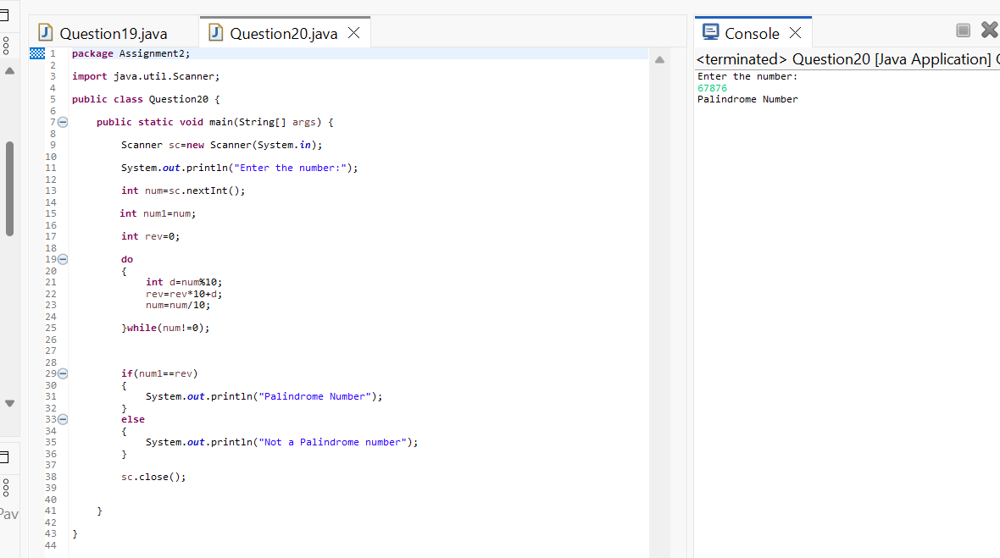 Question19.java
Question20.java
1 package Assignment2;
2
3 import java.util.Scanner;
4
5 public class Question20 {
6
7 public static void main(String[] args) {
8
9 Scanner sc=new Scanner(System.in);
10
11 System.out.println("Enter the number:");
12
13 int num=sc.nextInt();
14
15 int num1=num;
16
17 int rev=0;
18
19 do
20 {
21 int d=num%10;
22 rev=rev*10+d;
23 num=num/10;
24
25 }while(num!=0);
26
27
28
29 if(num1==rev)
30 {
31 System.out.println("Palindrome Number");
32 }
33 else
34 {
35 System.out.println("Not a Palindrome number");
36 }
37
38 sc.close();
39
40
41 }
42
43 }
44
Pav
Console
<terminated> Question20 [Java Application]
Enter the number:
67876
Palindrome Number